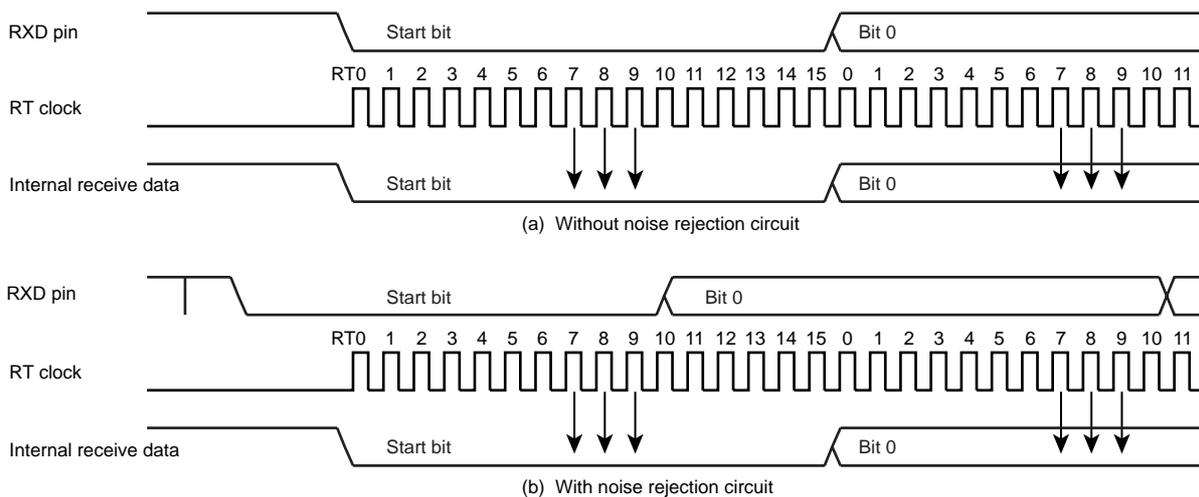 RXD pin Start bit Bit 0
RT0 1 2 3 4 5 6 7 8 9 10 11 12 13 14 15 0 1 2 3 4 5 6 7 8 9 10 11
RT clock
Internal receive data Start bit Bit 0
(a) Without noise rejection circuit
RXD pin Start bit Bit 0
RT0 1 2 3 4 5 6 7 8 9 10 11 12 13 14 15 0 1 2 3 4 5 6 7 8 9 10 11
RT clock
Internal receive data Start bit Bit 0
(b) With noise rejection circuit